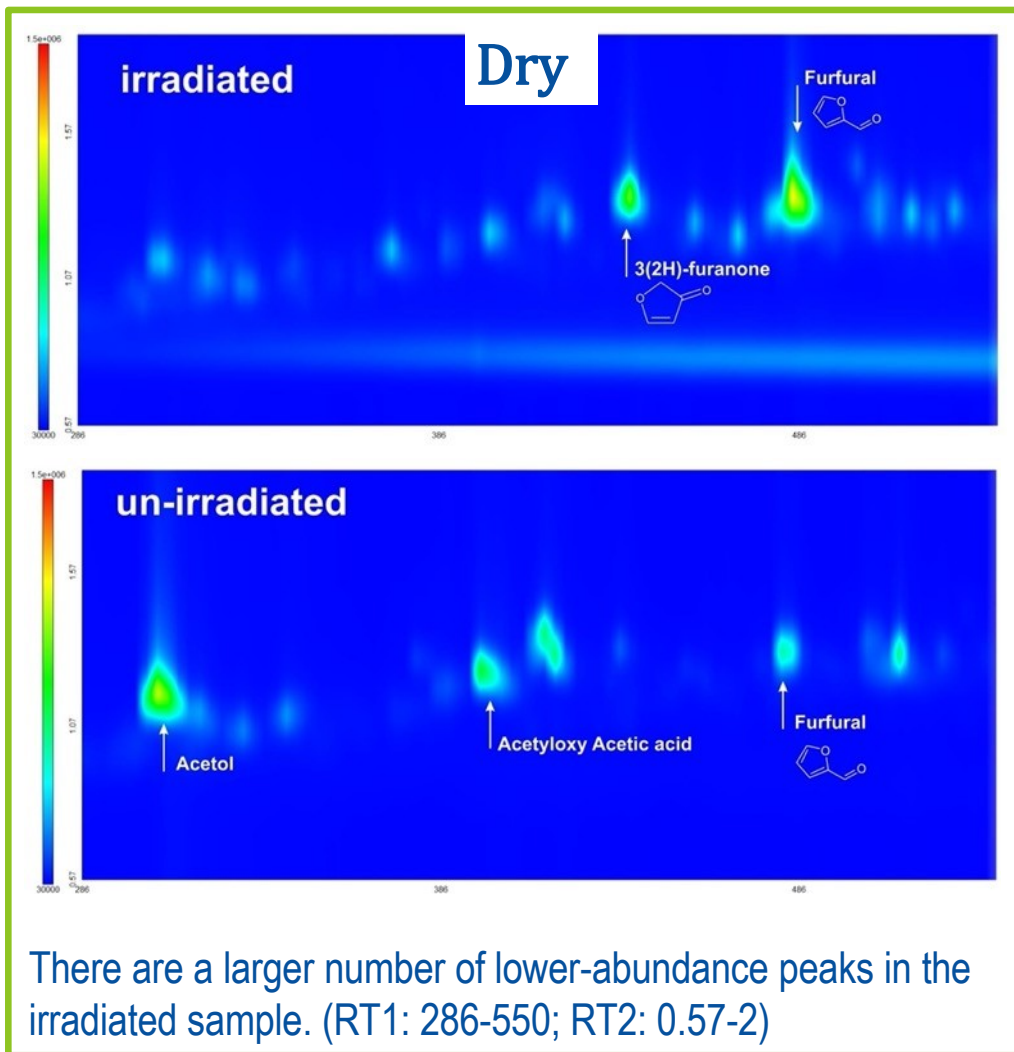 Dry
1.5e+006
irradiated
Furfural
O
O
1.57
1.07
0.57
3(2H)-furanone
O
O
30000
286
386
486
1.5e+006
un-irradiated
1.57
1.07
0.57
Acetol
Acetyloxy Acetic acid
Furfural
O
O
30000
286
386
486
There are a larger number of lower-abundance peaks in the
irradiated sample. (RT1: 286-550; RT2: 0.57-2)